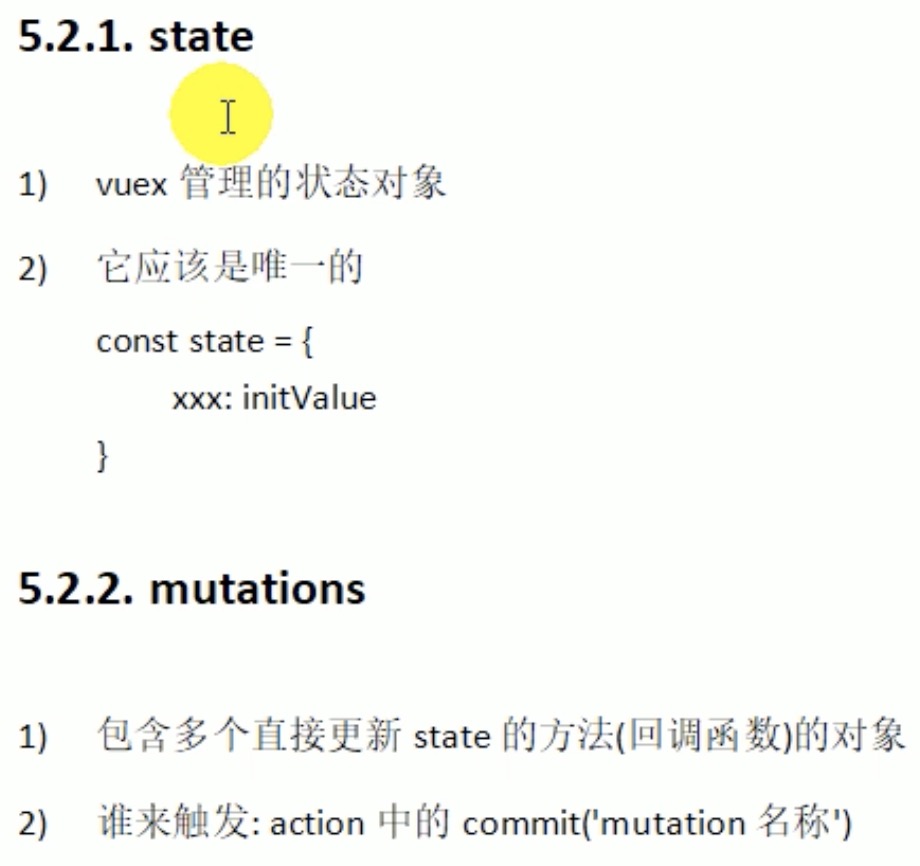 5.2.1. state
1) vuex 管理的状态对象
2) 它应该是唯一的
const state = {
xxx: initValue
}
5.2.2. mutations
1) 包含多个直接更新 state 的方法(回调函数)的对象
2) 谁来触发: action 中的 commit('mutation 名称')